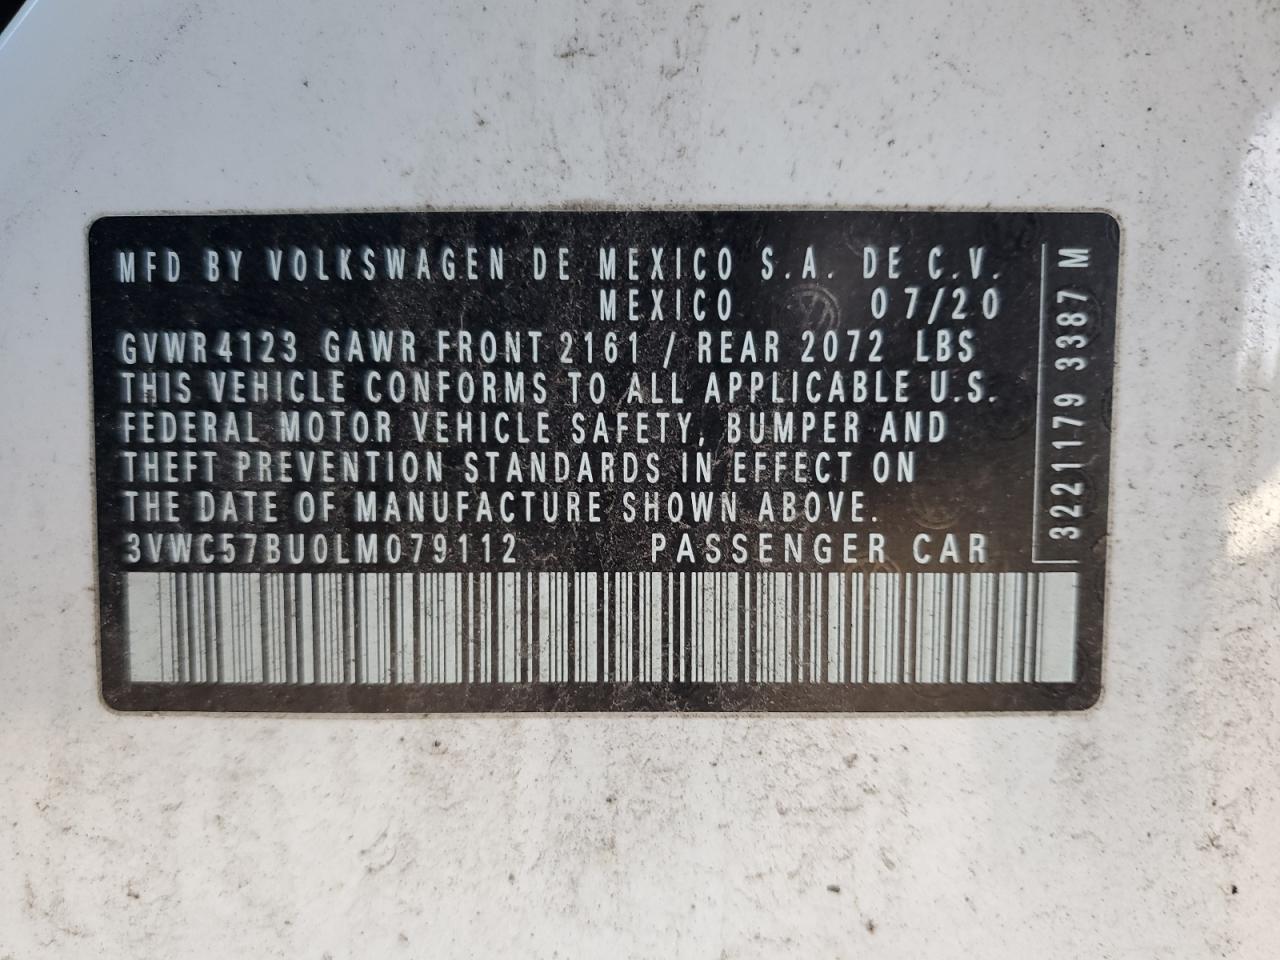 MFD BY VOLKSWAGEN DE MEXICO S.A. DE C.V.
MEXICO 07/20
GVWR 4123 GAWR FRONT 2161 / REAR 2072 LBS
THIS VEHICLE CONFORMS TO ALL APPLICABLE U.S.
FEDERAL MOTOR VEHICLE SAFETY, BUMPER AND
THEFT PREVENTION STANDARDS IN EFFECT ON
THE DATE OF MANUFACTURE SHOWN ABOVE.
3VWC57BU0LM079112 PASSENGER CAR
3221179 3387 M